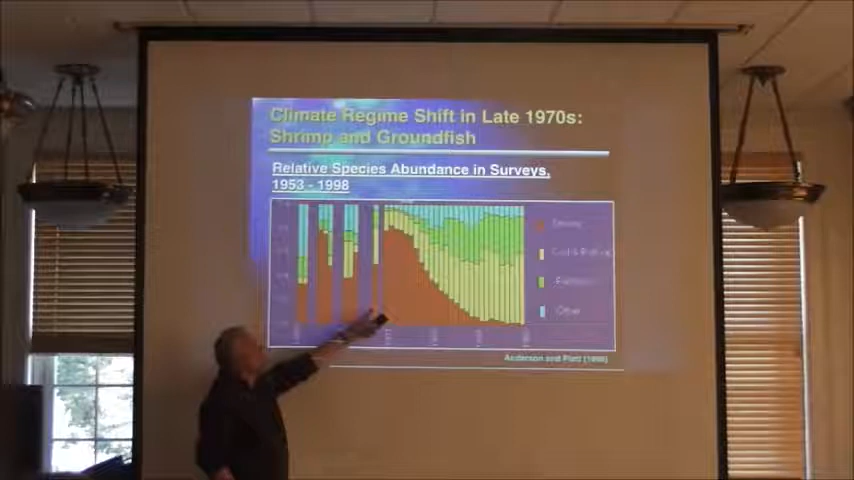 Climate Regime Shift in Late 1970s:
Shrimp and Groundfish
Relative Species Abundance in Surveys,
1953 - 1998
Shrimp
Cod & Pollock
Flatfish
Other
Anderson and Piatt (1999)